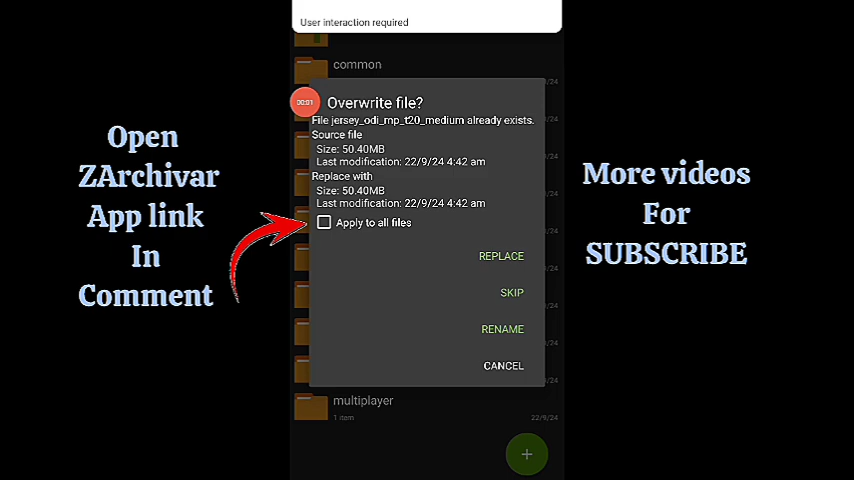 User interaction required
common
/9/24
00:01
Overwrite file?
File jersey_odi_mp_t20_medium already exists.
Source file
Size: 50.40MB
Last modification: 22/9/24 4:42 am
Replace with
Size: 50.40MB
Last modification: 22/9/24 4:42 am
Apply to all files
REPLACE
SKIP
RENAME
CANCEL
multiplayer
1 item
22/9/24
+
Open
ZArchivar
App link
In
Comment
More videos
For
SUBSCRIBE